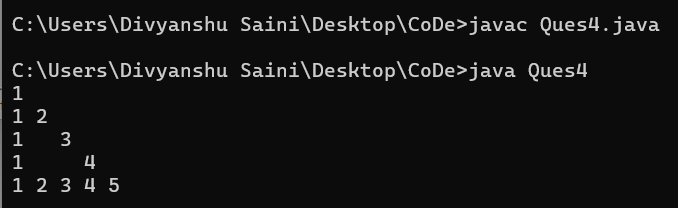 C:\Users\Divyanshu Saini\Desktop\CoDe>javac Ques4.java
C:\Users\Divyanshu Saini\Desktop\CoDe>java Ques4
1
1 2
1   3
1     4
1 2 3 4 5